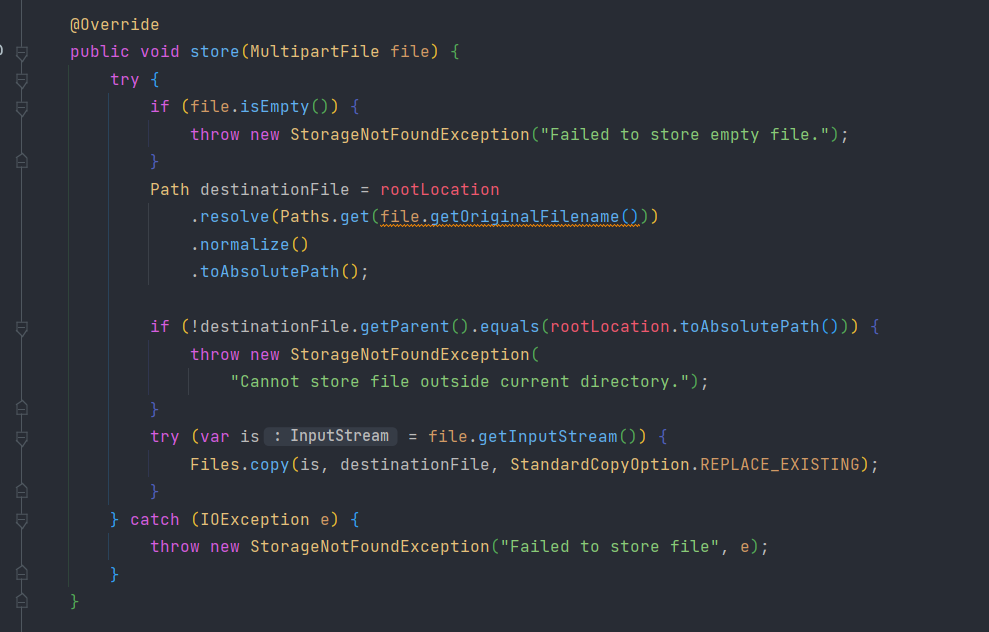 @Override
public void store(MultipartFile file) {
try {
if (file.isEmpty()) {
throw new StorageNotFoundException("Failed to store empty file.");
}
Path destinationFile = rootLocation
.resolve(Paths.get(file.getOriginalFilename()))
.normalize()
.toAbsolutePath();
if (!destinationFile.getParent().equals(rootLocation.toAbsolutePath())) {
throw new StorageNotFoundException(
"Cannot store file outside current directory.");
}
try (var is : InputStream = file.getInputStream()) {
Files.copy(is, destinationFile, StandardCopyOption.REPLACE_EXISTING);
}
} catch (IOException e) {
throw new StorageNotFoundException("Failed to store file", e);
}
}